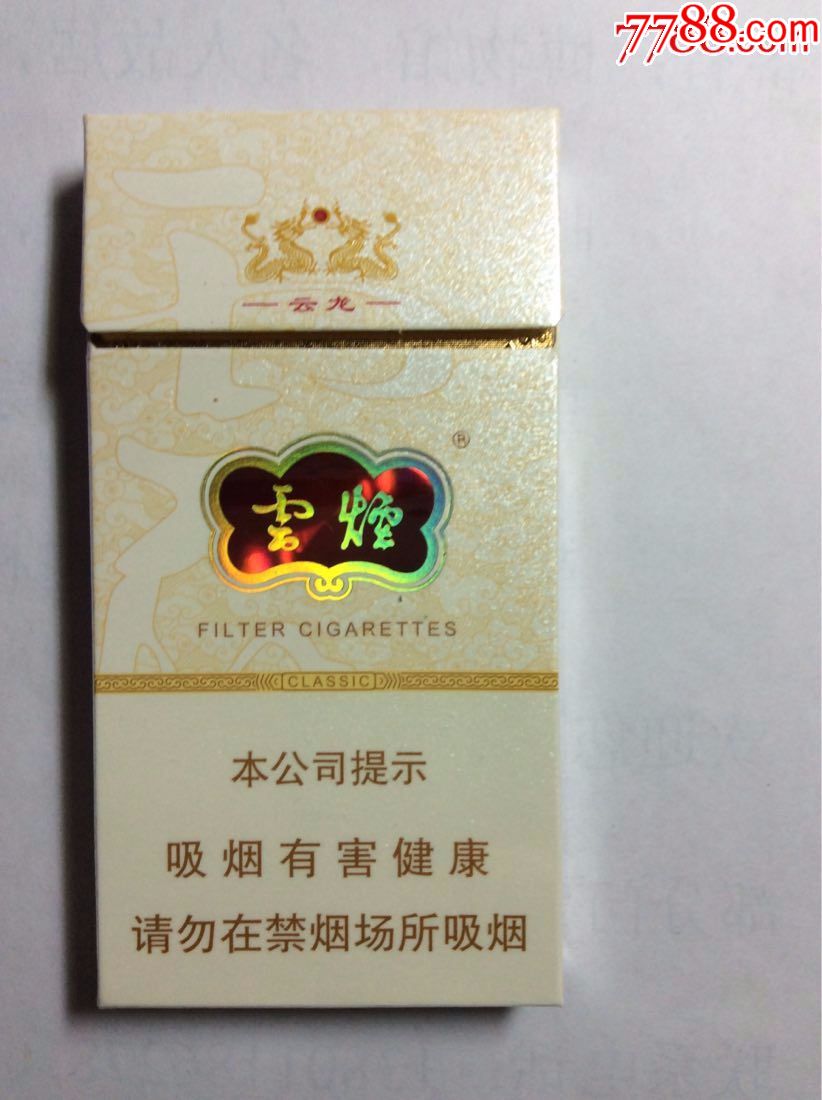 7788.com
云龙
®
雲煙
FILTER CIGARETTES
CLASSIC
本公司提示
吸烟有害健康
请勿在禁烟场所吸烟